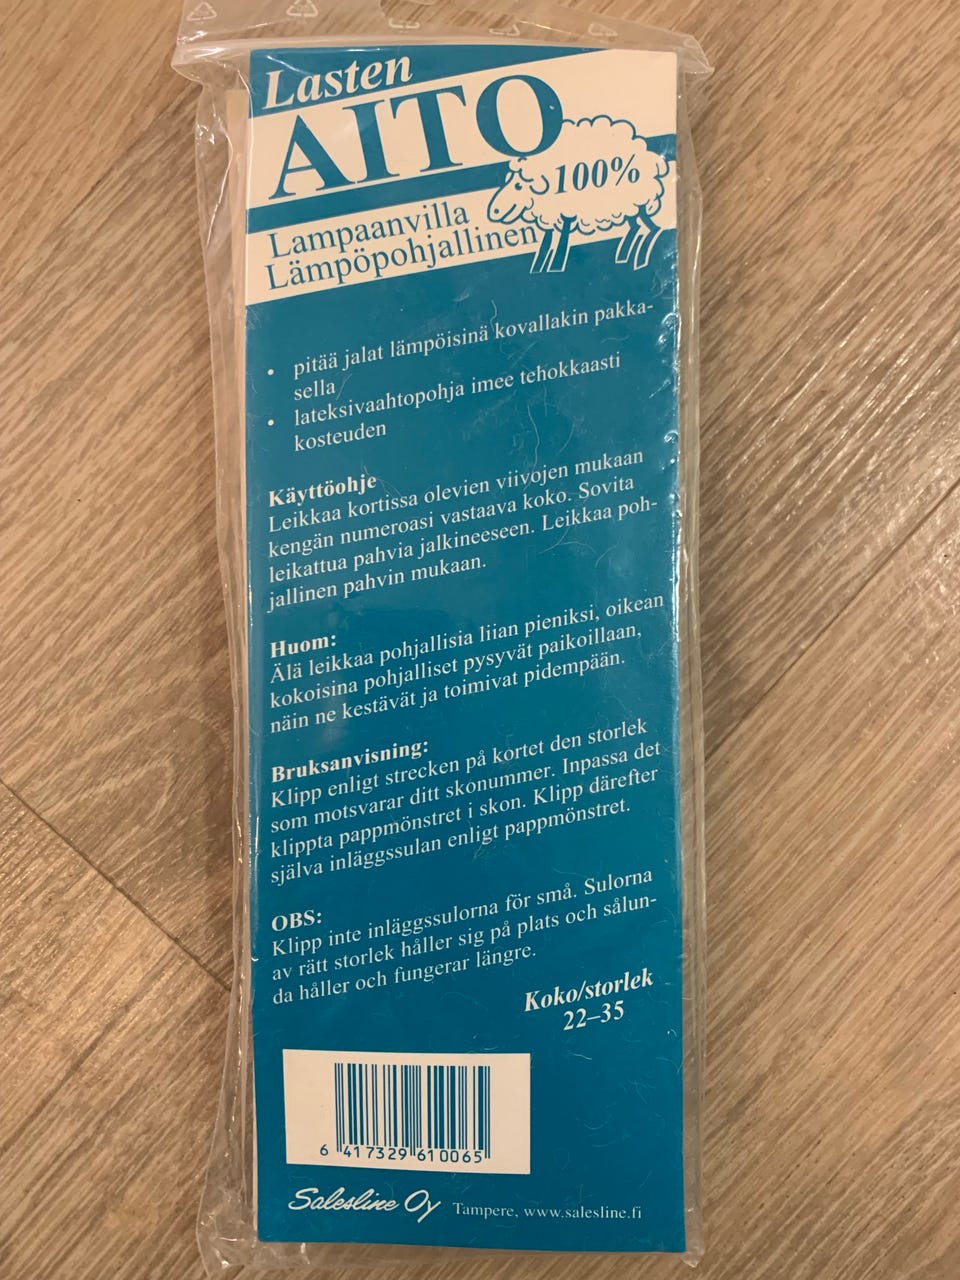 Lasten
AITO
100%
Lampaanvilla
Lämpöpohjallinen
• pitää jalat lämpöisinä kovallakin pakka-
sella
• lateksivaahtopohja imee tehokkaasti
kosteuden
Käyttöohje
Leikkaa kortissa olevien viivojen mukaan
kengän numeroasi vastaava koko. Sovita
leikattua pahvia jalkineeseen. Leikkaa poh-
jallinen pahvin mukaan.
Huom:
Älä leikkaa pohjallisia liian pieniksi, oikean
kokoisina pohjalliset pysyvät paikoillaan,
näin ne kestävät ja toimivat pidempään.
Bruksanvisning:
Klipp enligt strecken på kortet den storlek
som motsvarar ditt skonummer. Inpassa det
klippta pappmönstret i skon. Klipp därefter
själva inläggssulan enligt pappmönstret.
OBS:
Klipp inte inläggssulorna för små. Sulorna
av rätt storlek håller sig på plats och sålun-
da håller och fungerar längre.
Koko/storlek
22–35
6 417329 610065
Salesline Oy Tampere, www.salesline.fi